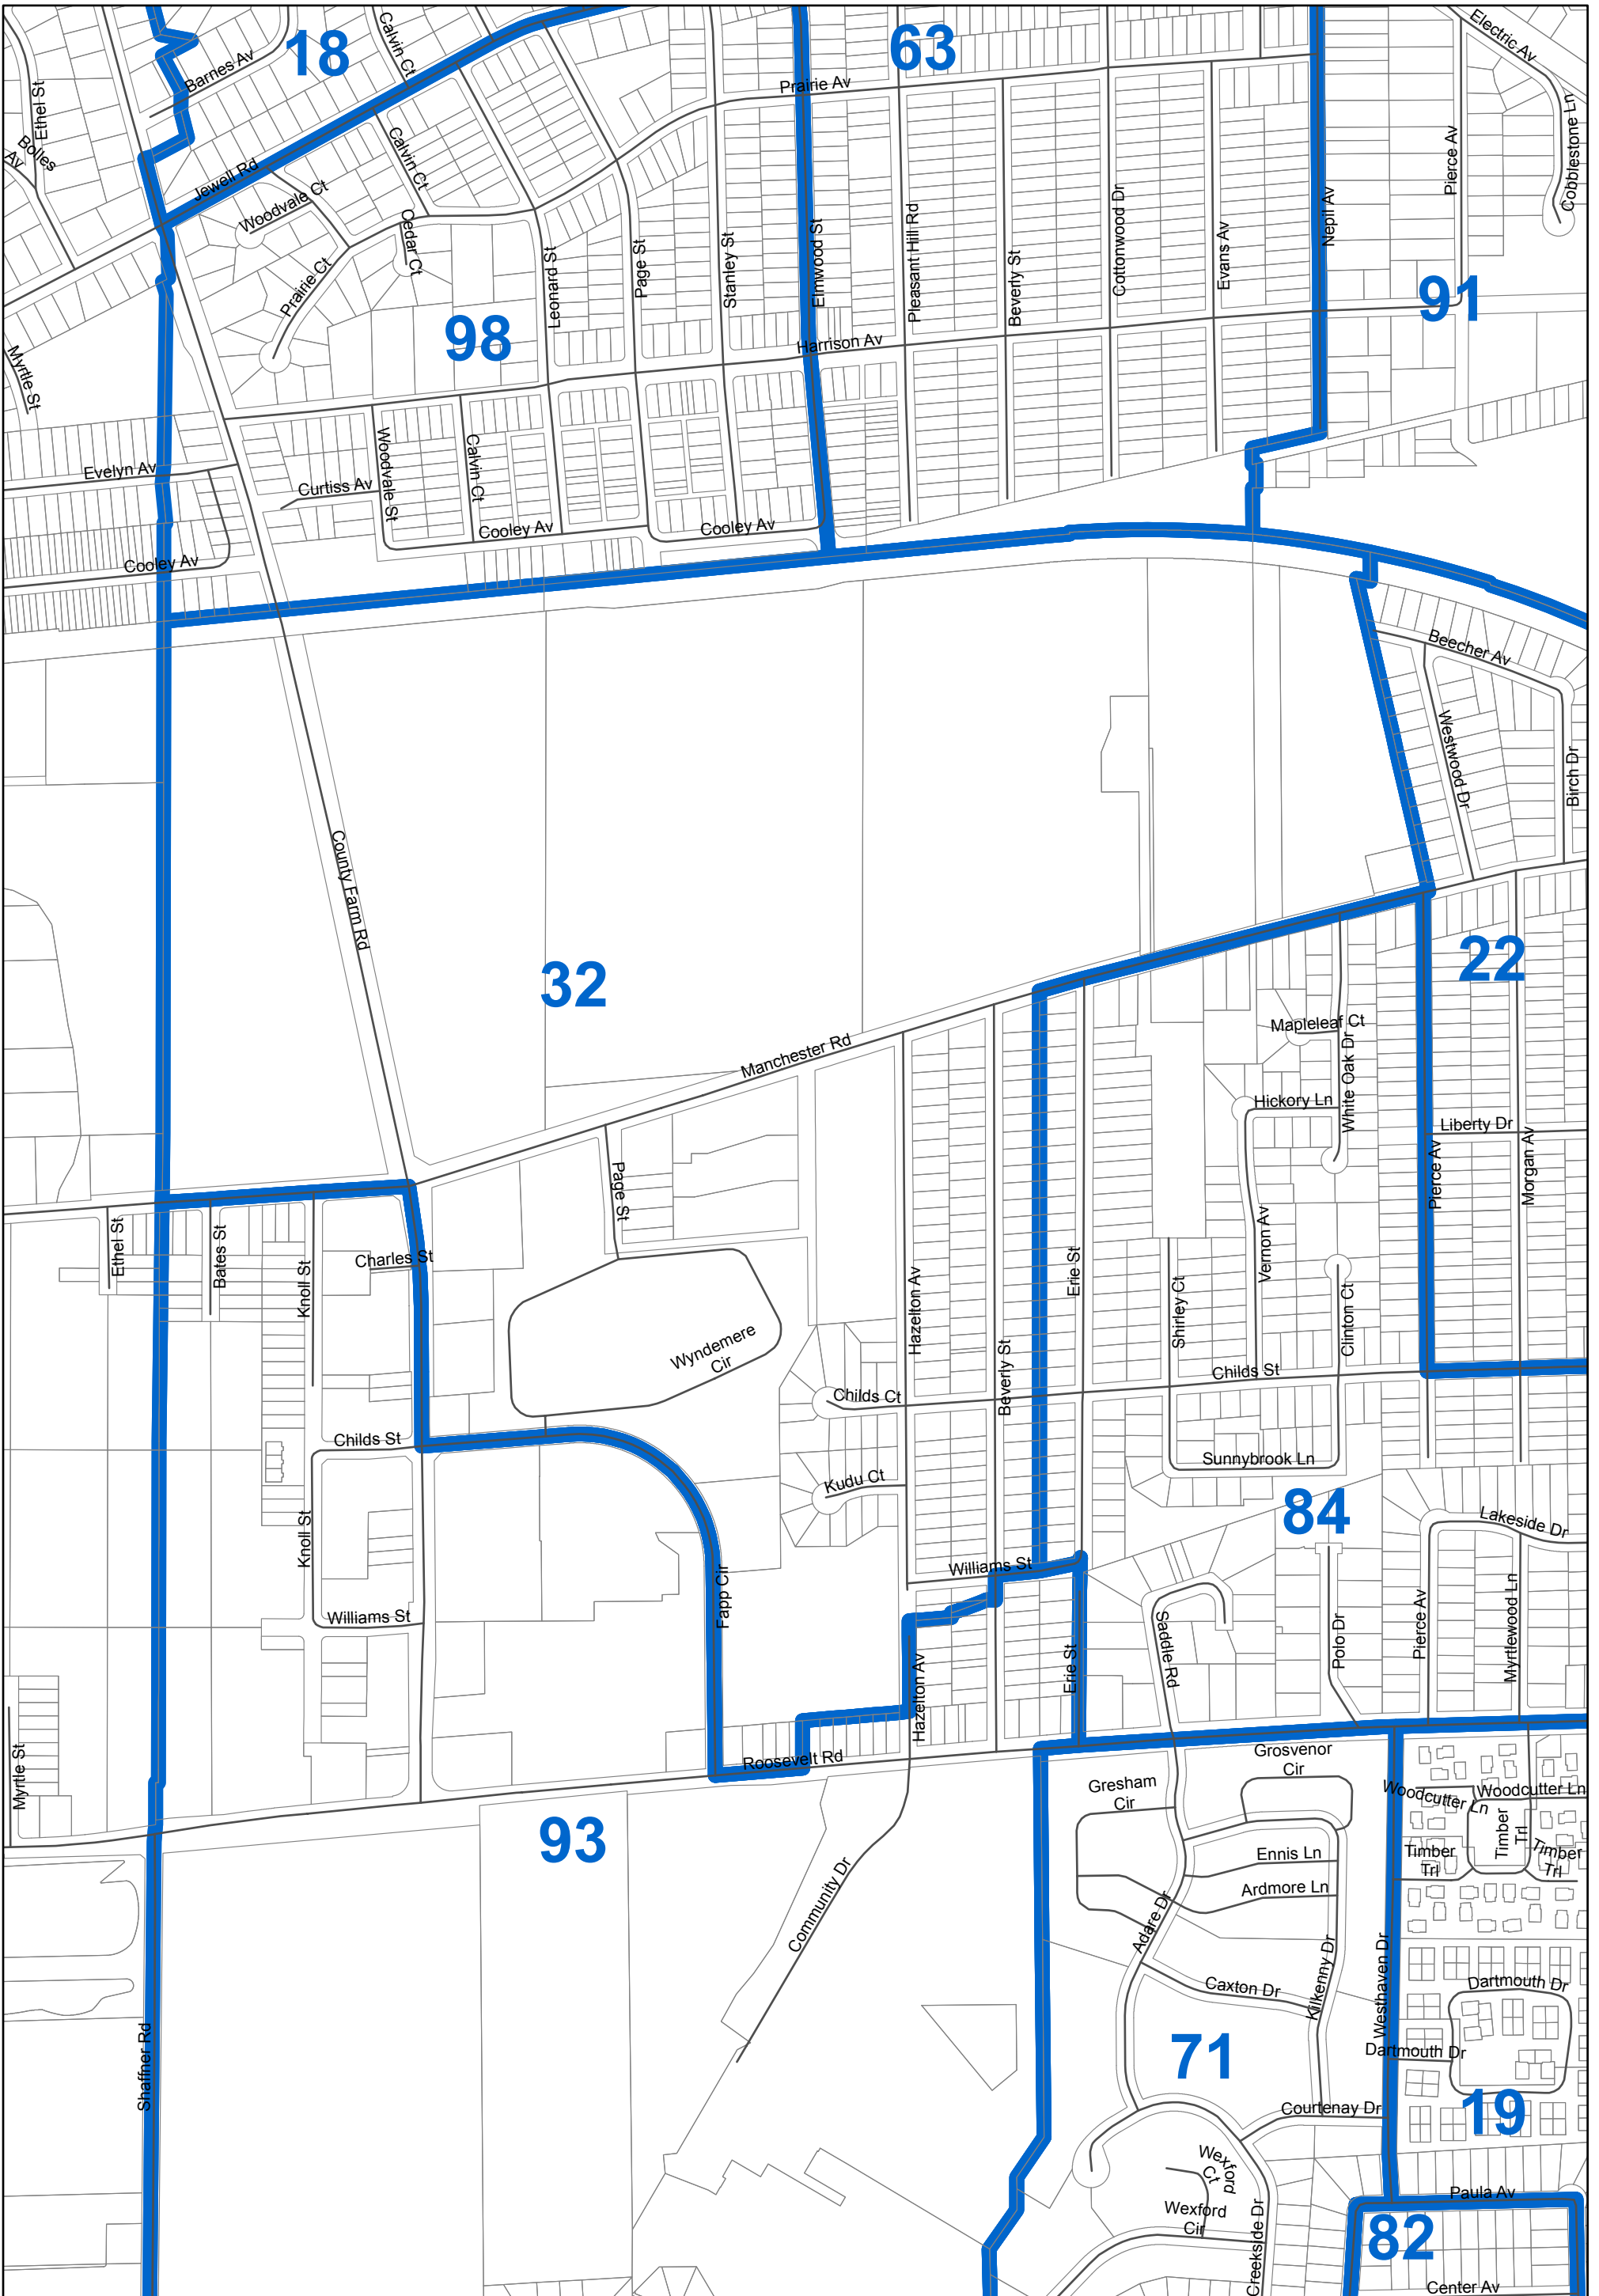 18
63
Electric Av
Calvin Ct
Barnes Av
Ethel St
Prairie Av
Cobblestone Ln
Bolles
Av
Calvin Ct
Pierce Av
Jewell Rd
Woodvale Ct
Cedar Ct
Prairie Ct
Leonard St
Page St
Stanley St
Elmwood St
Pleasant Hill Rd
Beverly St
Cottonwood Dr
Evans Av
Nepil Av
91
98
Harrison Av
Myrtle St
Evelyn Av
Curtiss Av
Woodvale St
Calvin Ct
Cooley Av
Cooley Av
Cooley Av
Beecher Av
Westwood Dr
Birch Dr
County Farm Rd
32
22
Manchester Rd
Mapleleaf Ct
White Oak Dr
Hickory Ln
Liberty Dr
Pierce Av
Morgan Av
Page St
Ethel St
Bates St
Knoll St
Charles St
Hazelton Av
Erie St
Vernon Av
Shirley Ct
Clinton Ct
Wyndemere
Cir
Beverly St
Childs St
Childs Ct
Childs St
Sunnybrook Ln
Kudu Ct
84
Lakeside Dr
Knoll St
Williams St
Fapp Cir
Williams St
Saddle Rd
Polo Dr
Pierce Av
Myrtlewood Ln
Hazelton Av
Erie St
Myrtle St
Roosevelt Rd
Grosvenor
Cir
Gresham
Cir
Woodcutter Ln
Woodcutter Ln
93
Timber
Trl
Timber
Trl
Timber
Trl
Ennis Ln
Ardmore Ln
Community Dr
Adare Dr
Kilkenny Dr
Westhaven Dr
Caxton Dr
Dartmouth Dr
Shaffner Rd
71
Dartmouth Dr
Courtenay Dr
19
Wexford
Ct
Wexford
Cir
Creekside Dr
Paula Av
82
Center Av